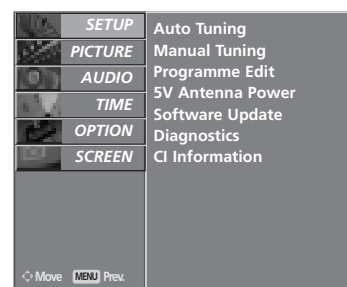 SETUP
PICTURE
AUDIO
TIME
OPTION
SCREEN
Auto Tuning
Manual Tuning
Programme Edit
5V Antenna Power
Software Update
Diagnostics
CI Information
Move MENU Prev.